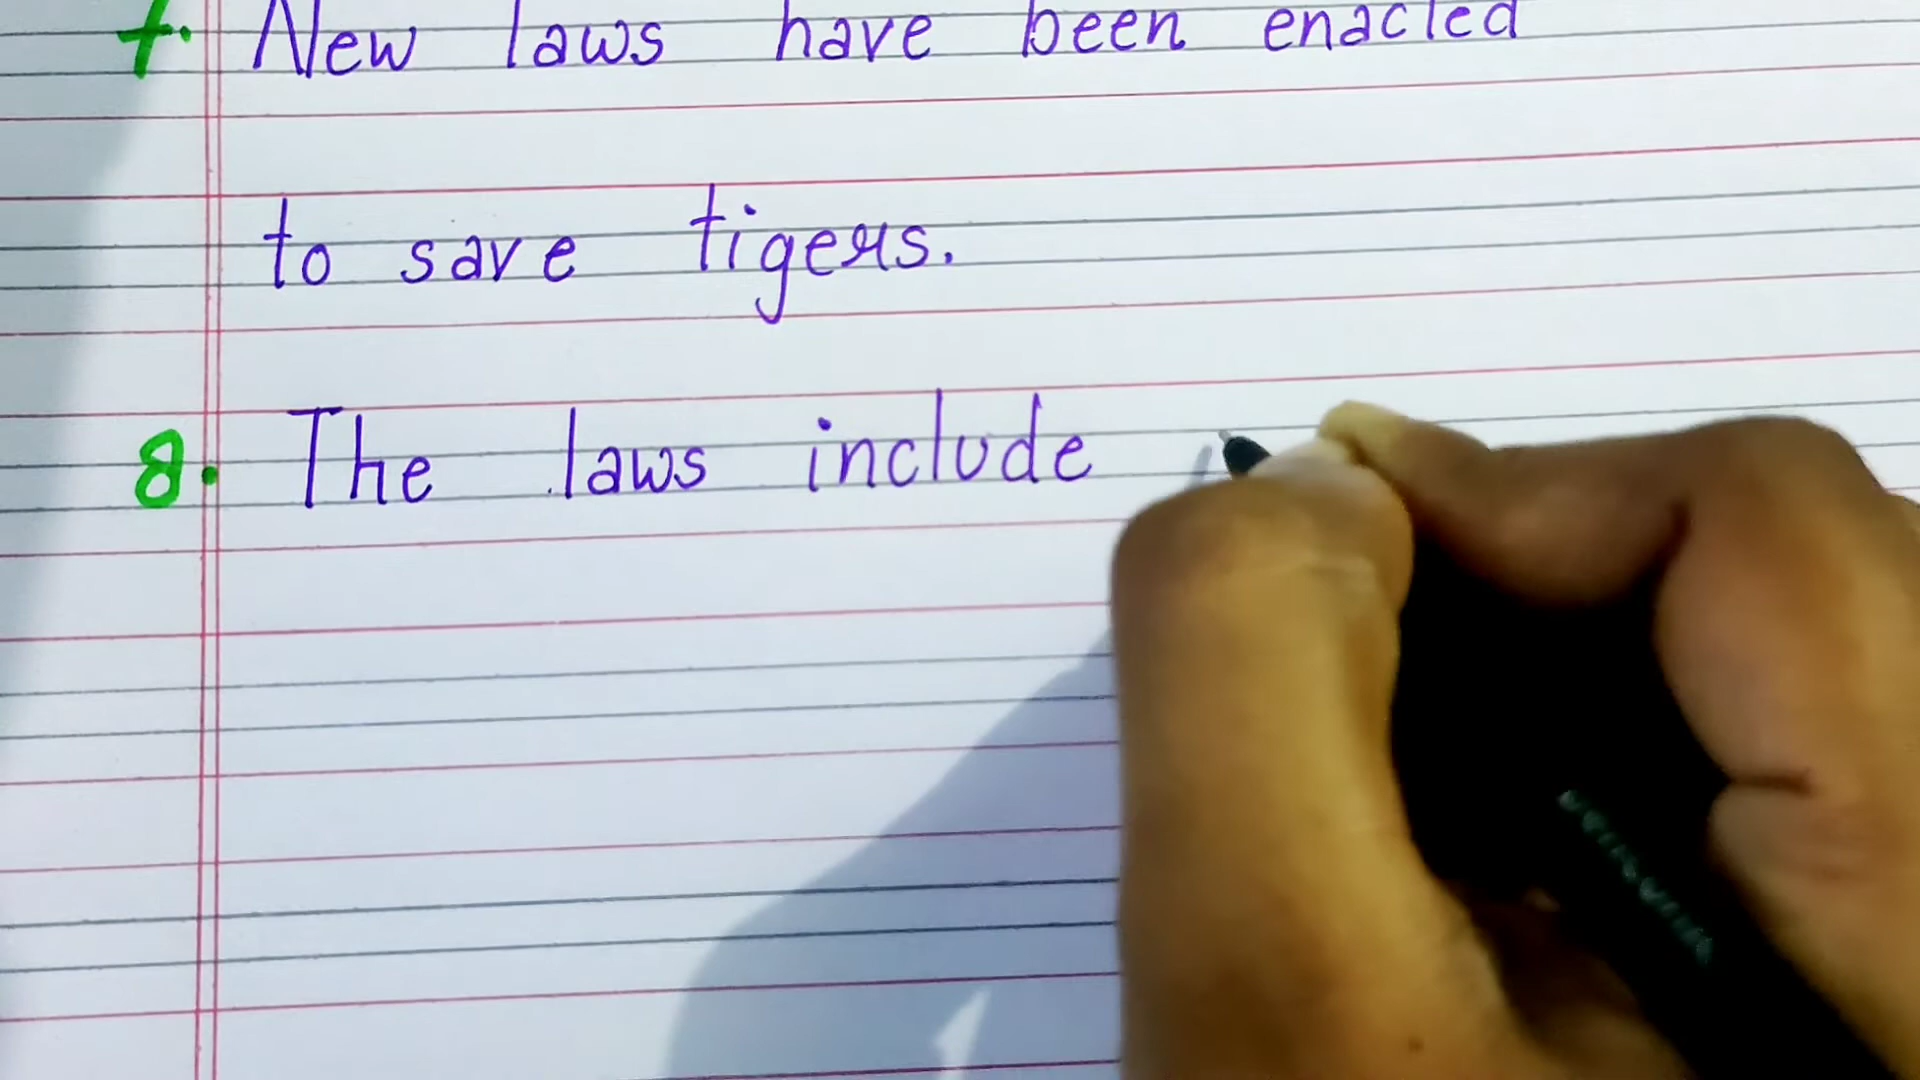 7. New laws have been enacted
to save tigers.
8. The laws include